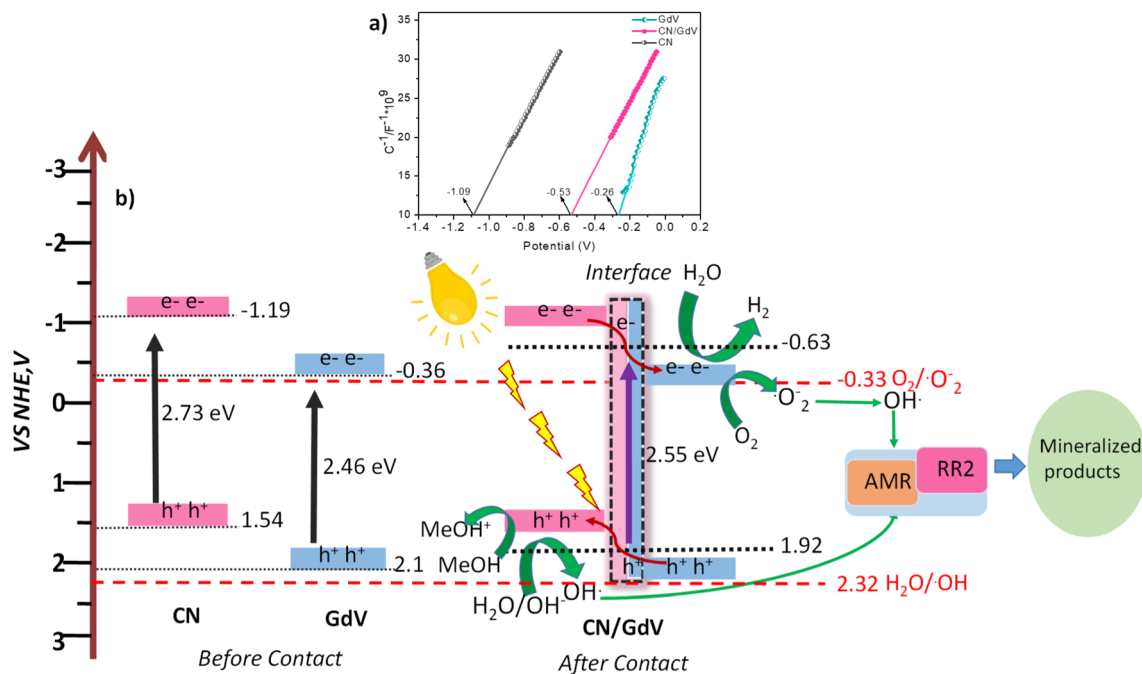 a)
GdV
CN/GdV
CN
C⁻¹/F⁻¹*10⁹
35
30
25
20
15
10
-1.09
-0.53
-0.26
-1.4 -1.2 -1.0 -0.8 -0.6 -0.4 -0.2 0.0 0.2
Potential (V)
b)
VS NHE,V
-3
-2
-1
0
1
2
3
e- e-
-1.19
2.73 eV
h⁺ h⁺
1.54
CN
e- e-
-0.36
2.46 eV
h⁺ h⁺
2.1
GdV
Before Contact
Interface
H₂O
H₂
e- e-
e-
-0.63
e- e-
-0.33 O₂/·O⁻₂
·O⁻₂
OH·
O₂
2.55 eV
AMR
RR2
Mineralized
products
h⁺ h⁺
MeOH⁺
MeOH
1.92
h⁺
h⁺ h⁺
H₂O/OH⁻
OH·
2.32 H₂O/·OH
CN/GdV
After Contact